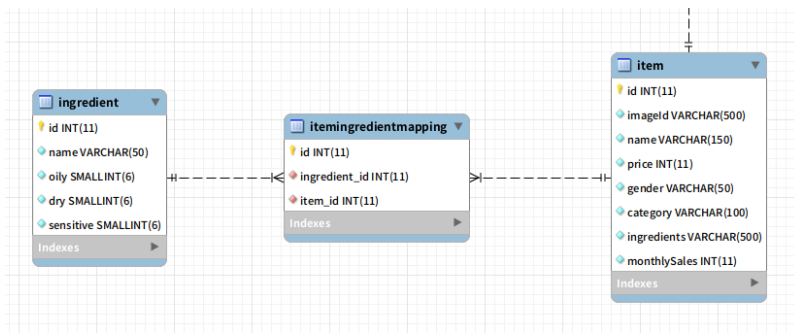 ingredient
id INT(11)
name VARCHAR(50)
oily SMALLINT(6)
dry SMALLINT(6)
sensitive SMALLINT(6)
Indexes
itemingredientmapping
id INT(11)
ingredient_id INT(11)
item_id INT(11)
Indexes
item
id INT(11)
imageId VARCHAR(500)
name VARCHAR(150)
price INT(11)
gender VARCHAR(50)
category VARCHAR(100)
ingredients VARCHAR(500)
monthlySales INT(11)
Indexes